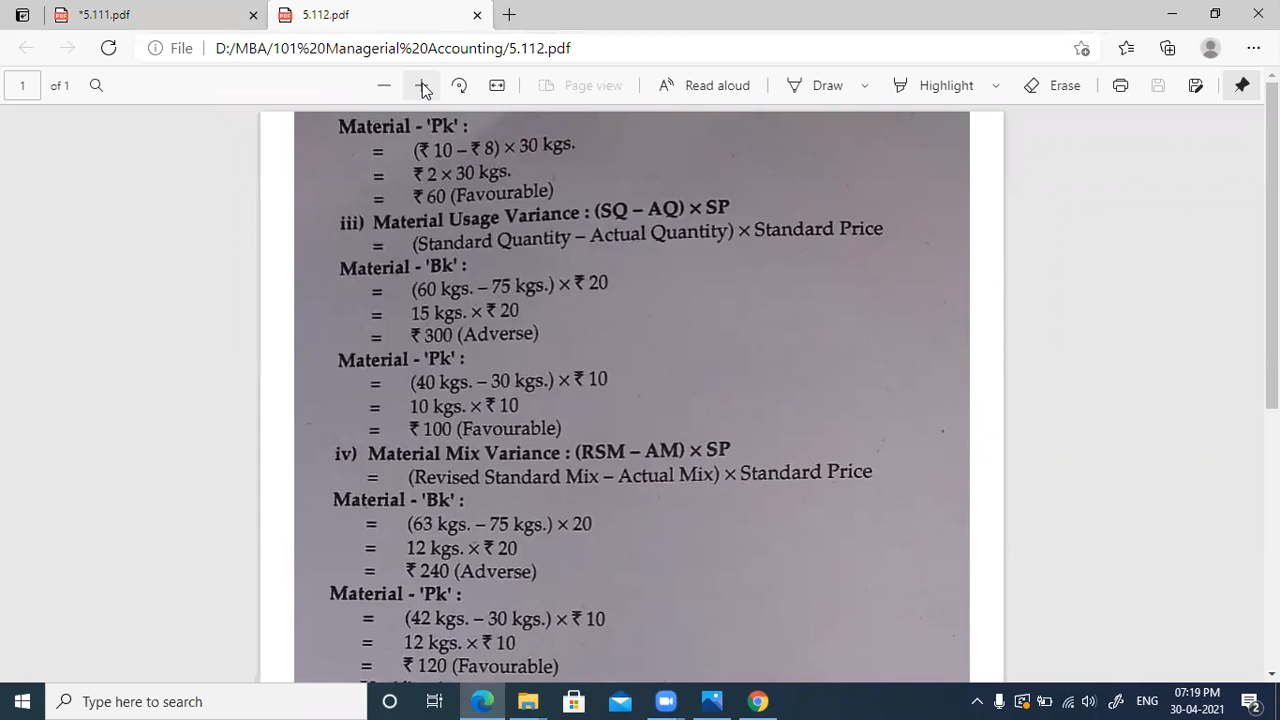 *5.111.pdf
5.112.pdf
File D:/MBA/101%20Managerial%20Accounting/5.112.pdf
1 of 1 Page view Read aloud Draw Highlight Erase
Material - 'Pk' :
= (₹ 10 – ₹ 8) × 30 kgs.
= ₹ 2 × 30 kgs.
= ₹ 60 (Favourable)
iii) Material Usage Variance : (SQ – AQ) × SP
= (Standard Quantity – Actual Quantity) × Standard Price
Material - 'Bk' :
= (60 kgs. – 75 kgs.) × ₹ 20
= 15 kgs. × ₹ 20
= ₹ 300 (Adverse)
Material - 'Pk' :
= (40 kgs. – 30 kgs.) × ₹ 10
= 10 kgs. × ₹ 10
= ₹ 100 (Favourable)
iv) Material Mix Variance : (RSM – AM) × SP
= (Revised Standard Mix – Actual Mix) × Standard Price
Material - 'Bk' :
= (63 kgs. – 75 kgs.) × 20
= 12 kgs. × ₹ 20
= ₹ 240 (Adverse)
Material - 'Pk' :
= (42 kgs. – 30 kgs.) × ₹ 10
= 12 kgs. × ₹ 10
= ₹ 120 (Favourable)
Type here to search
ENG
07:19 PM
30-04-2021
2